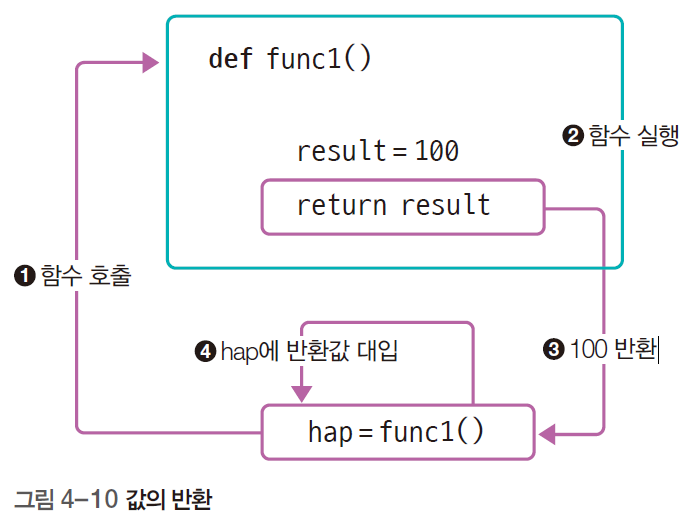 def func1()
❷ 함수 실행
result = 100
return result
❶ 함수 호출
❹ hap에 반환값 대입
❸ 100 반환
hap = func1()
그림 4-10 값의 반환